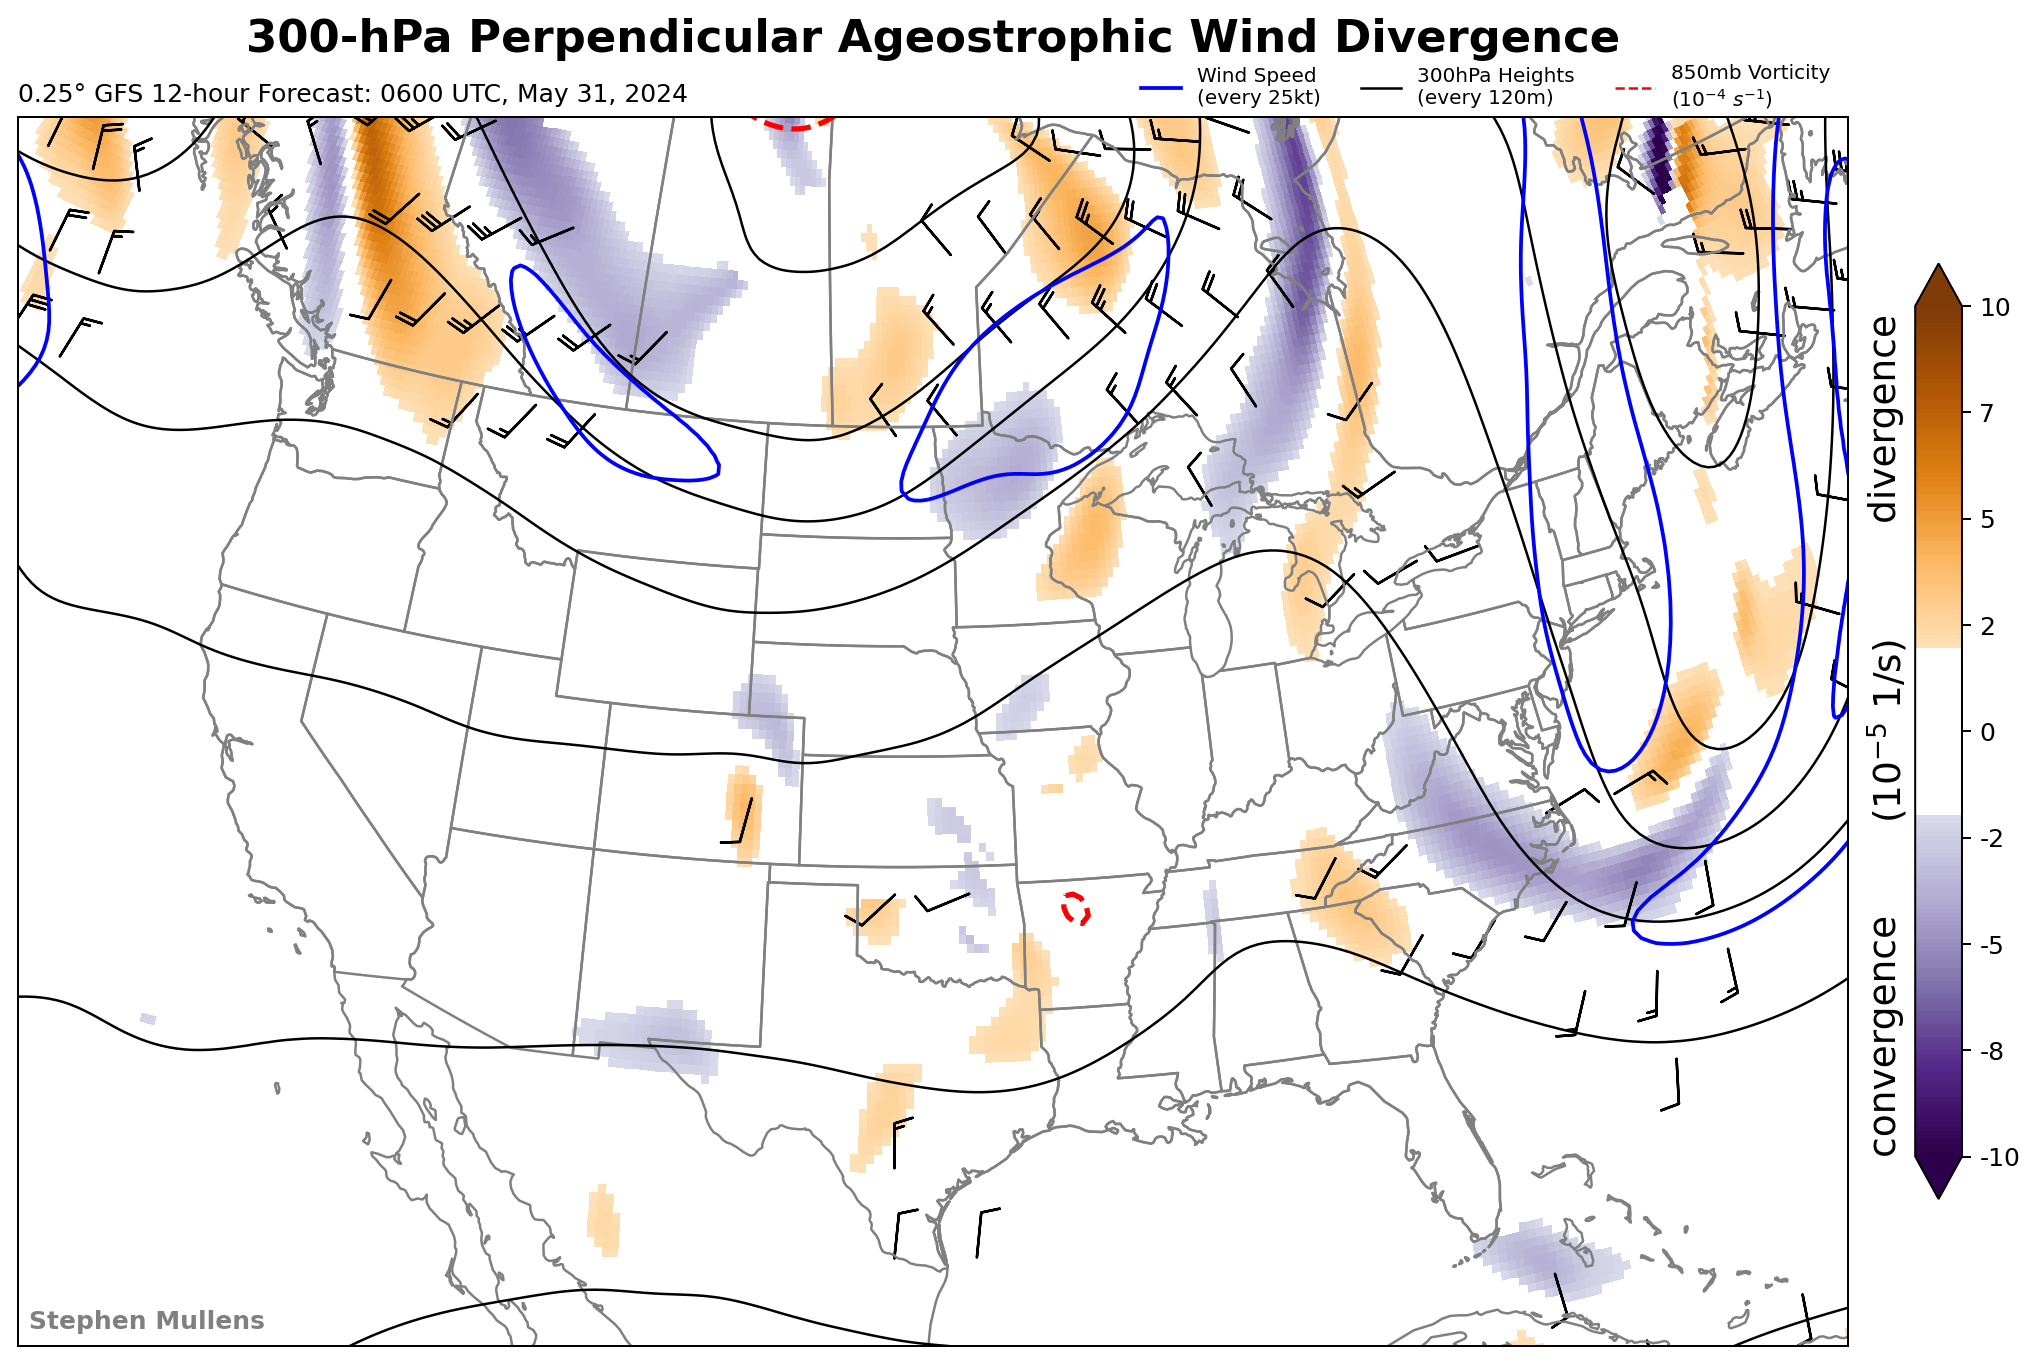 300-hPa Perpendicular Ageostrophic Wind Divergence
0.25° GFS 12-hour Forecast: 0600 UTC, May 31, 2024
Wind Speed
(every 25kt)
300hPa Heights
(every 120m)
850mb Vorticity
(10⁻⁴ s⁻¹)
10
7
5
2
0
-2
-5
-8
-10
convergence (10⁻⁵ 1/s) divergence
Stephen Mullens